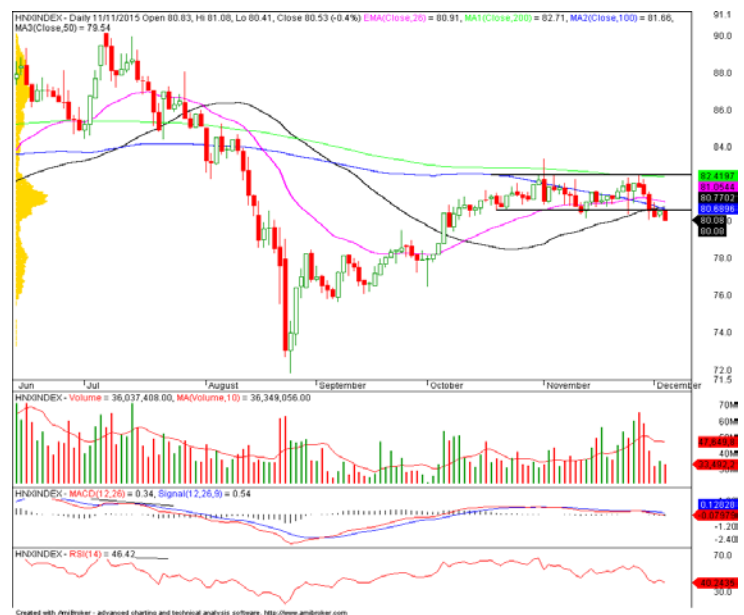 HNXINDEX - Daily 11/11/2015 Open 80.83, Hi 81.08, Lo 80.41, Close 80.53 (-0.4%) EMA(Close,26) = 80.91, MA1(Close,200) = 82.71, MA2(Close,100) = 81.66,
MA3(Close,50) = 79.54
91.1
90.0
88.0
86.0
84.0
82.4197
81.0544
80.7702
80.6896
80.08
80.00
78.0
76.0
74.0
72.0
71.5
Jun Jul August September October November December
HNXINDEX - Volume = 36,037,408.00, MA(Volume,10) = 36,349,056.00
70M
HNXINDEX - MACD(12,26) = 0.34, Signal(12,26,9) = 0.54
0.12828
-1.20
-2.40
HNXINDEX - RSI(14) = 46.42
70.0
40.2439
30.0
Created with AmiBroker - advanced charting and technical analysis software. http://www.amibroker.com